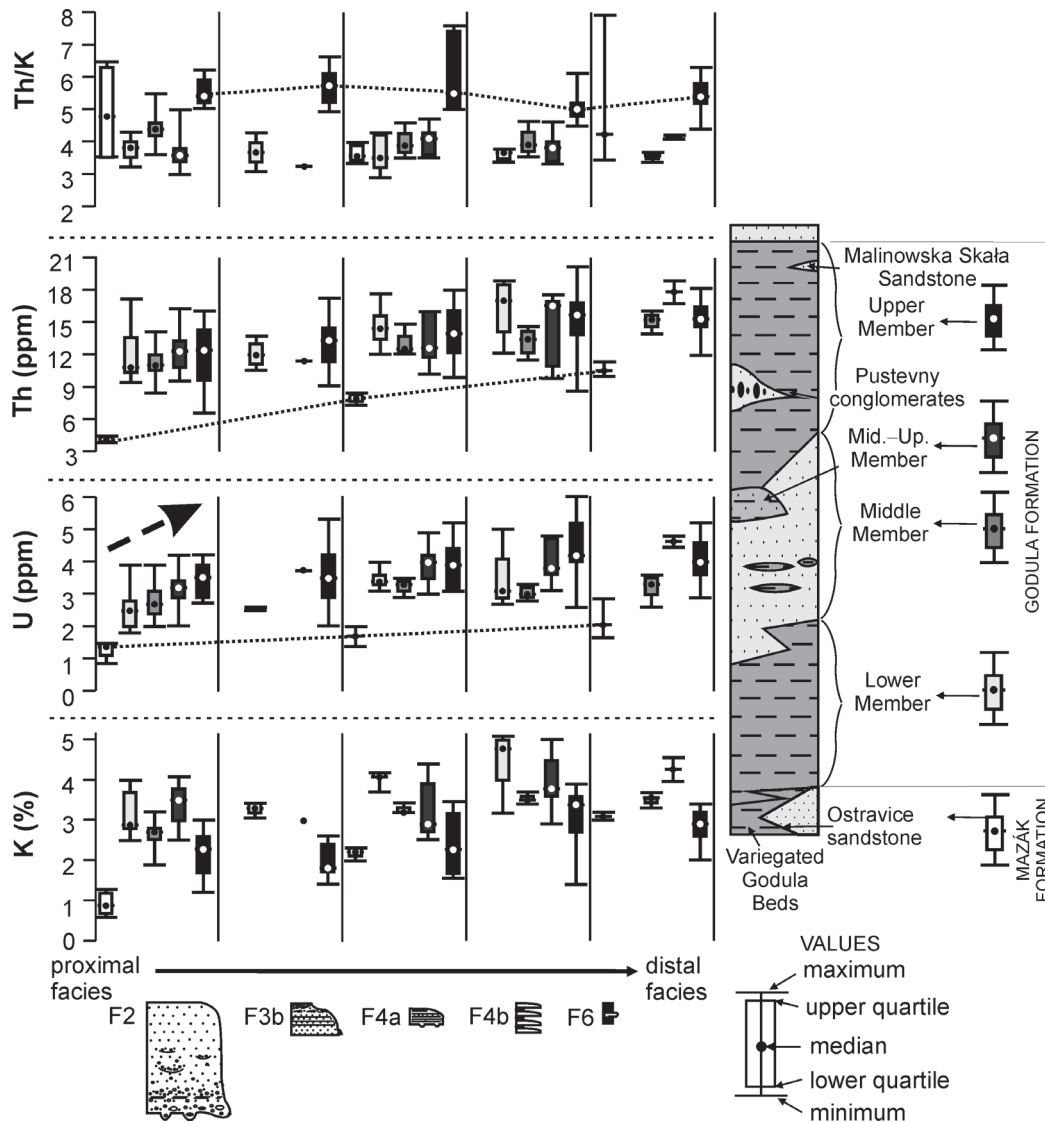 Th/K
8
7
6
5
4
3
2
Th (ppm)
21
18
15
12
9
6
3
U (ppm)
6
5
4
3
2
1
0
K (%)
5
4
3
2
1
0
proximal
facies
distal
facies
F2
F3b
F4a
F4b
F6
Malinowska Skała
Sandstone
Upper
Member
Pustevny
conglomerates
Mid.–Up.
Member
Middle
Member
Lower
Member
Ostravice
sandstone
Variegated
Godula
Beds
GODULA FORMATION
MAZÁK
FORMATION
VALUES
maximum
upper quartile
median
lower quartile
minimum